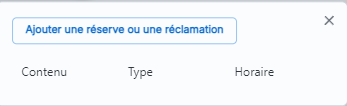 Ajouter une réserve ou une réclamation
Contenu Type Horaire